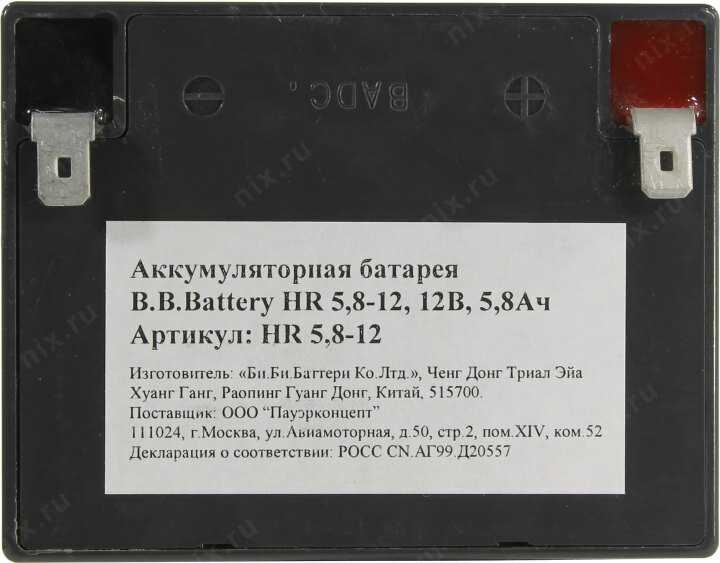 BADC.
Аккумуляторная батарея
B.B.Battery HR 5,8-12, 12В, 5,8Ач
Артикул: HR 5,8-12
Изготовитель: «Би.Би.Баттери Ко.Лтд.», Ченг Донг Триал Эйа
Хуанг Ганг, Раопинг Гуанг Донг, Китай, 515700.
Поставщик: ООО "Пауэрконцепт"
111024, г.Москва, ул.Авиамоторная, д.50, стр.2, пом.XIV, ком.52
Декларация о соответствии: РОСС CN.АГ99.Д20557
nix.ru